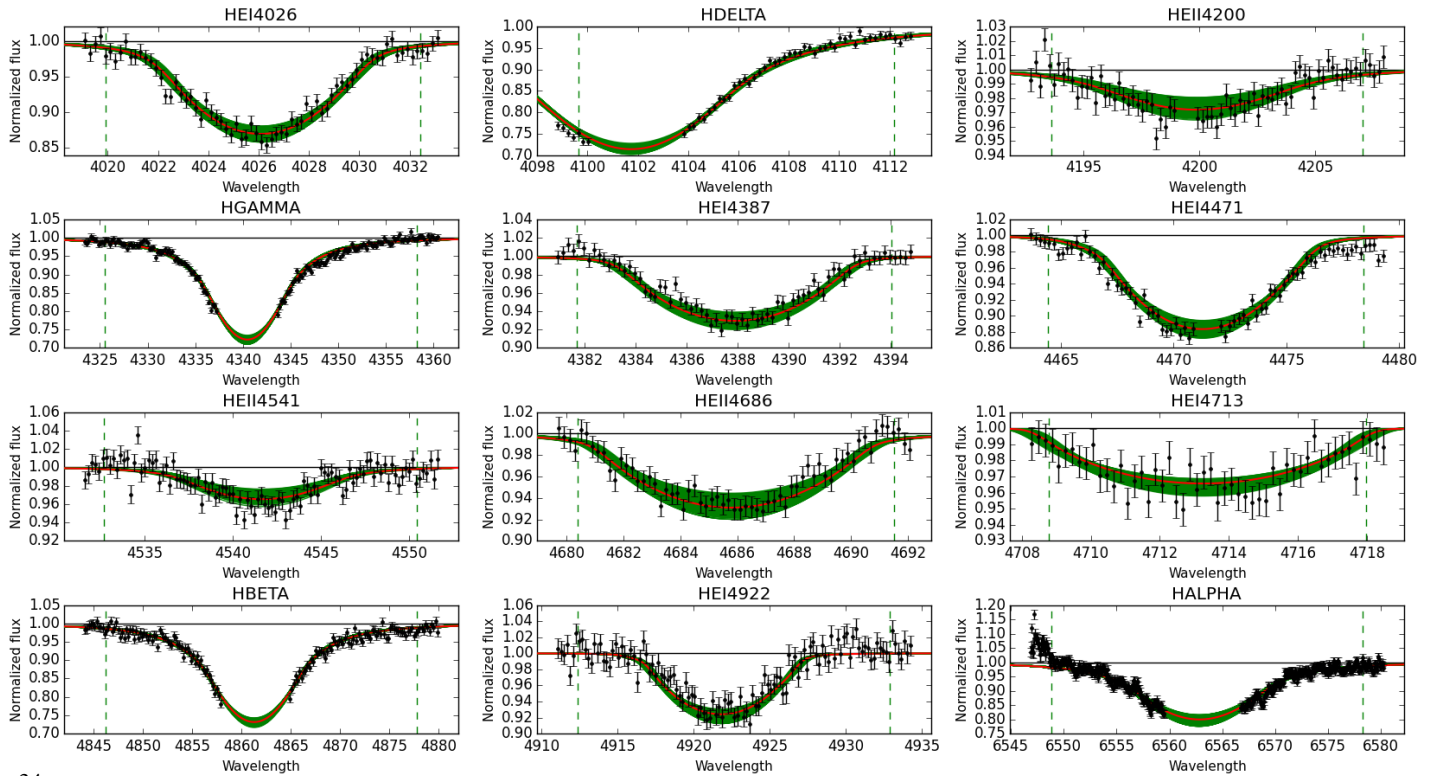 HEI4026
Normalized flux
1.00
0.95
0.90
0.85
4020 4022 4024 4026 4028 4030 4032
Wavelength
HDELTA
Normalized flux
1.00
0.95
0.90
0.85
0.80
0.75
0.70
4098 4100 4102 4104 4106 4108 4110 4112
Wavelength
HEII4200
Normalized flux
1.03
1.02
1.01
1.00
0.99
0.98
0.97
0.96
0.95
0.94
4195 4200 4205
Wavelength
HGAMMA
Normalized flux
1.05
1.00
0.95
0.90
0.85
0.80
0.75
0.70
4325 4330 4335 4340 4345 4350 4355 4360
Wavelength
HEI4387
Normalized flux
1.04
1.02
1.00
0.98
0.96
0.94
0.92
0.90
4382 4384 4386 4388 4390 4392 4394
Wavelength
HEI4471
Normalized flux
1.02
1.00
0.98
0.96
0.94
0.92
0.90
0.88
0.86
4465 4470 4475 4480
Wavelength
HEII4541
Normalized flux
1.06
1.04
1.02
1.00
0.98
0.96
0.94
0.92
4535 4540 4545 4550
Wavelength
HEII4686
Normalized flux
1.02
1.00
0.98
0.96
0.94
0.92
0.90
4680 4682 4684 4686 4688 4690 4692
Wavelength
HEI4713
Normalized flux
1.01
1.00
0.99
0.98
0.97
0.96
0.95
0.94
0.93
4708 4710 4712 4714 4716 4718
Wavelength
HBETA
Normalized flux
1.05
1.00
0.95
0.90
0.85
0.80
0.75
0.70
4845 4850 4855 4860 4865 4870 4875 4880
Wavelength
HEI4922
Normalized flux
1.06
1.04
1.02
1.00
0.98
0.96
0.94
0.92
0.90
4910 4915 4920 4925 4930 4935
Wavelength
HALPHA
Normalized flux
1.20
1.15
1.10
1.05
1.00
0.95
0.90
0.85
0.80
0.75
6545 6550 6555 6560 6565 6570 6575 6580
Wavelength